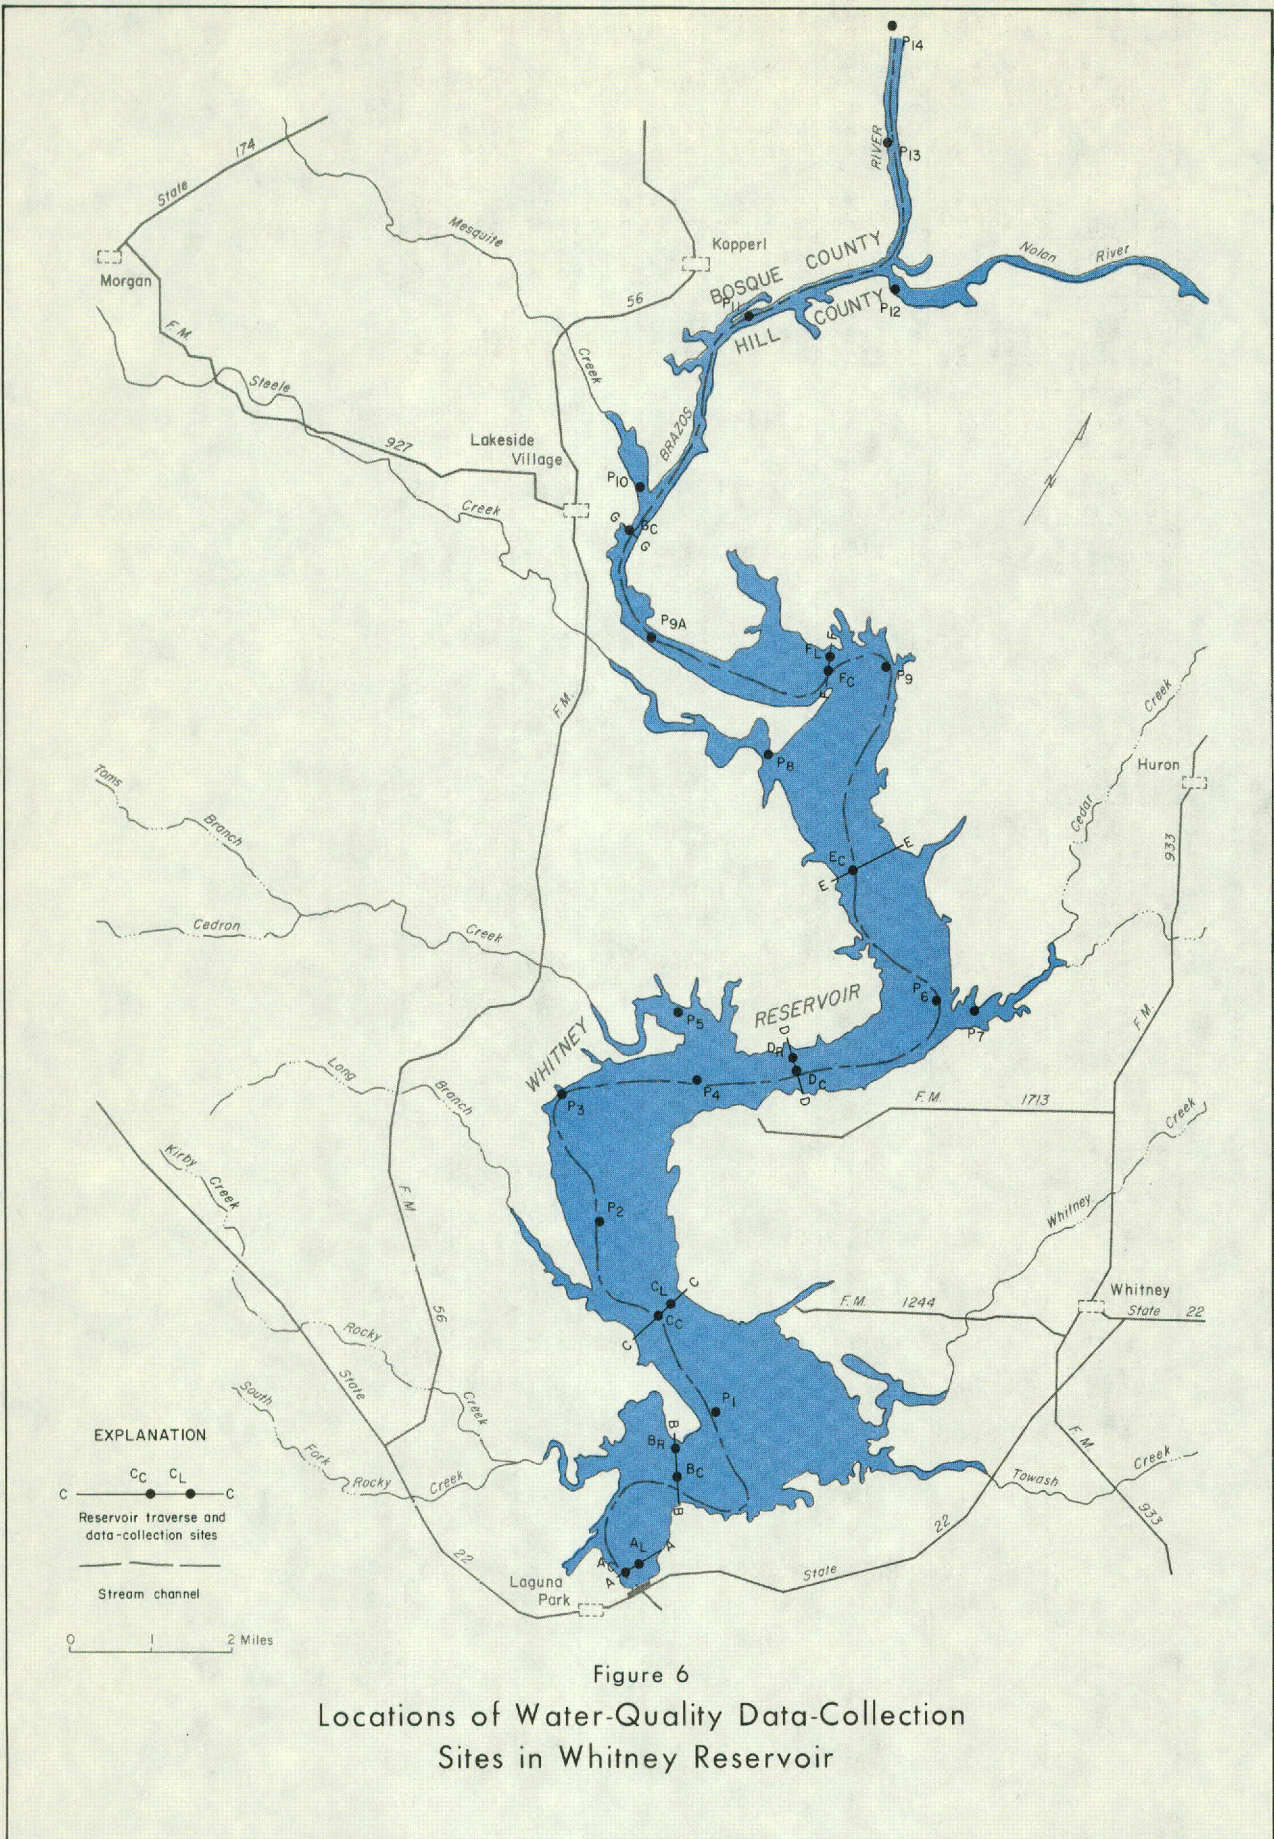 P14
RIVER
P13
174
State
Mesquite
Kopperl
Nolan
River
Morgan
BOSQUE COUNTY
P11
56
HILL COUNTY
P12
F. M.
Creek
Steele
BRAZOS
927
Lakeside
Village
P10
Creek
G
GC
G
N
P9A
F
FL
FC
F
P9
Creek
F. M.
P8
Huron
Toms
Branch
Cedar
933
EC
E
E
Cedron
Creek
P6
P7
P5
RESERVOIR
D
DR
DC
D
F. M.
WHITNEY
Long
Branch
P4
P3
F. M. 1713
Creek
Kirby
Creek
F. M
P2
Whitney
CL
C
CC
C
F. M. 1244
Whitney
State 22
56
Rocky
State
South
Creek
P1
F. M.
EXPLANATION
Fork
B
BR
BC
B
CC CL
C C
Rocky
Creek
Towash
Creek
Reservoir traverse and
data-collection sites
22
933
AL
A
AC
A
22
State
Stream channel
Laguna
Park
0 1 2 Miles
Figure 6
Locations of Water-Quality Data-Collection
Sites in Whitney Reservoir